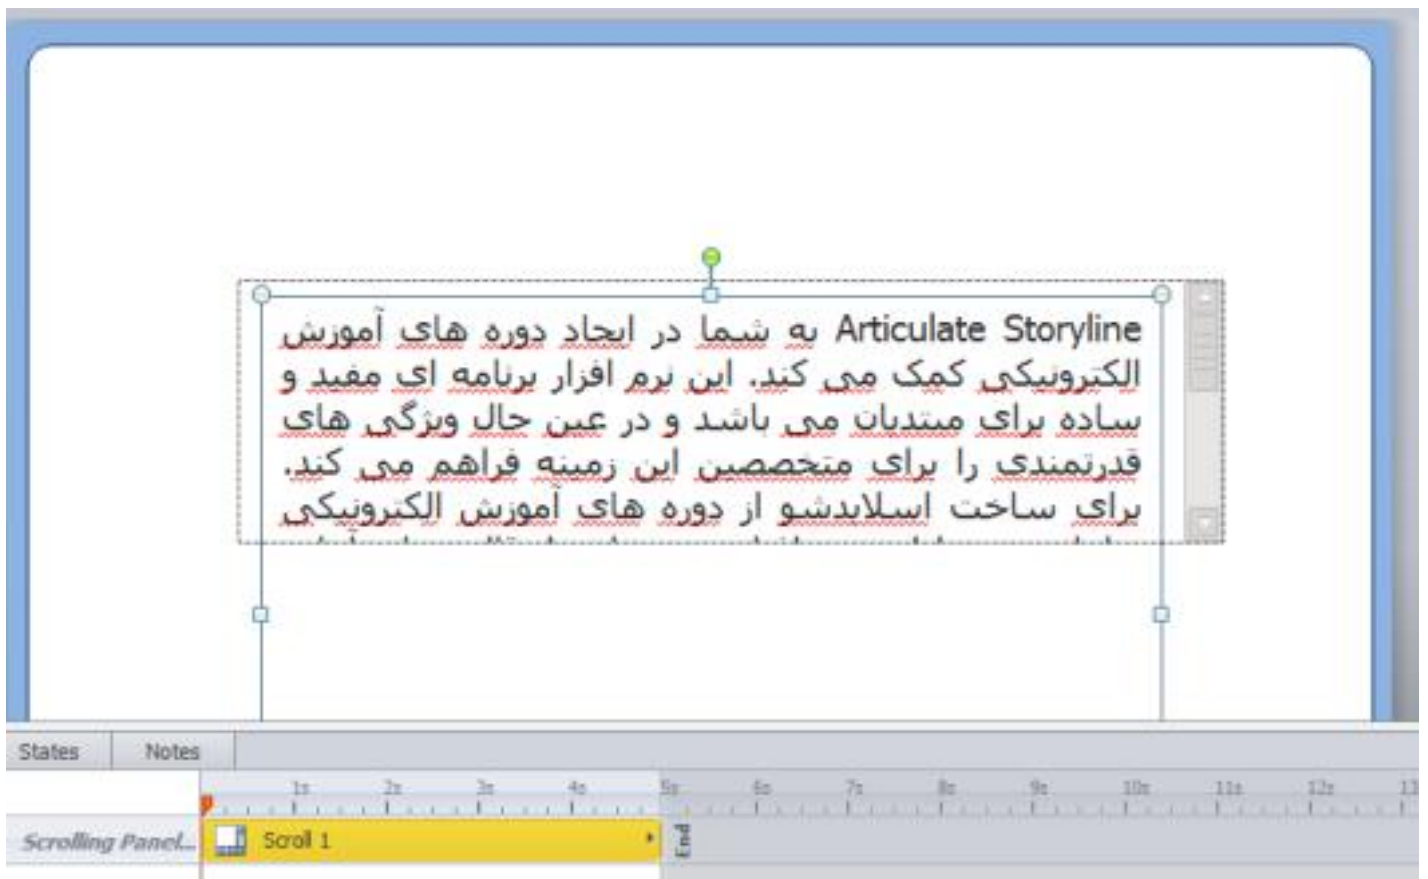 Articulate Storyline به شما در ایجاد دوره های آموزش
الکترونیکی کمک می کند. این نرم افزار برنامه ای مفید و
ساده برای مبتدیان می باشد و در عین حال ویژگی های
قدرتمندی را برای متخصصین این زمینه فراهم می کند.
برای ساخت اسلایدشو از دوره های آموزش الکترونیکی
States Notes
1s 2s 3s 4s 5s 6s 7s 8s 9s 10s 11s 12s 13
Scrolling Panel... Scroll 1 End